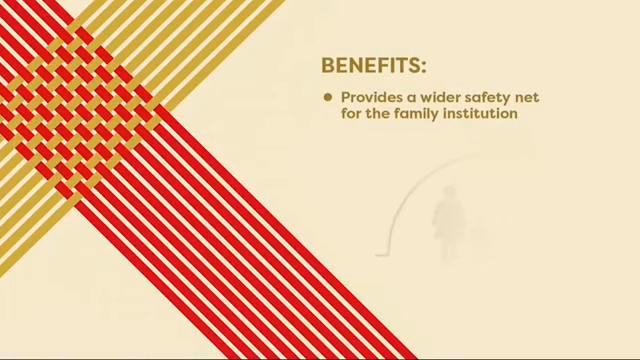 BENEFITS:
● Provides a wider safety net
for the family institution